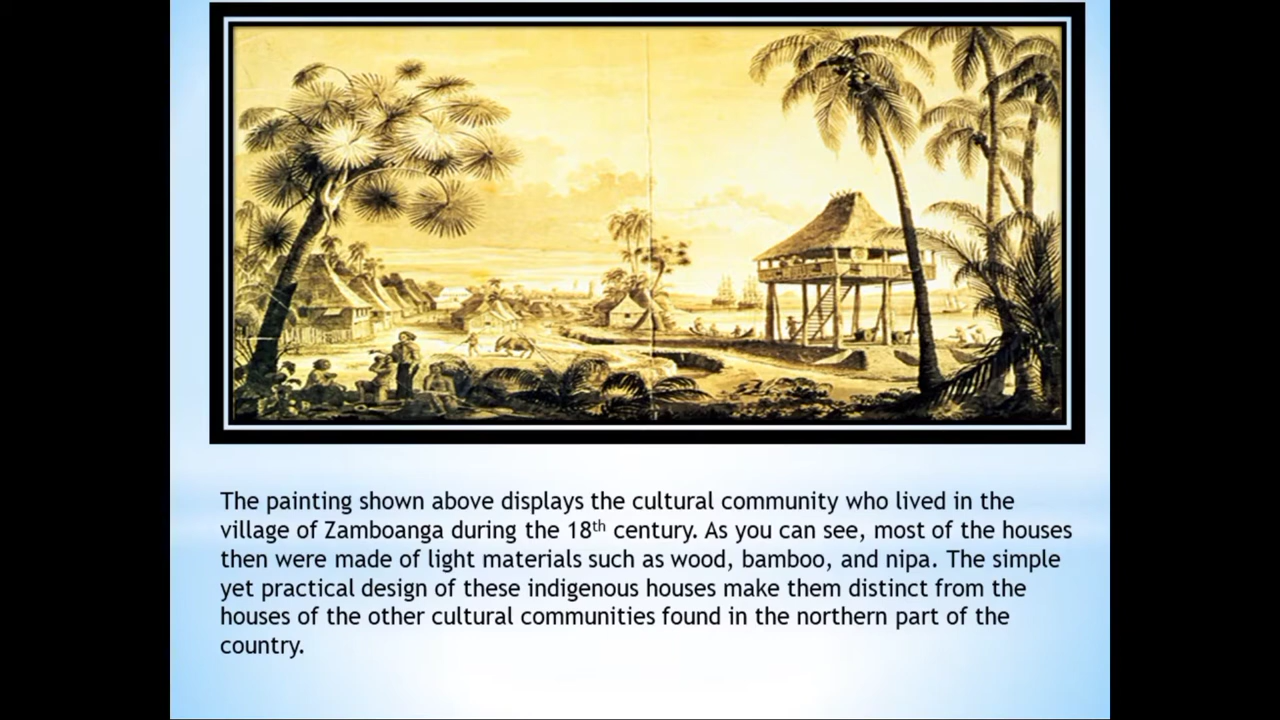 The painting shown above displays the cultural community who lived in the
village of Zamboanga during the 18th century. As you can see, most of the houses
then were made of light materials such as wood, bamboo, and nipa. The simple
yet practical design of these indigenous houses make them distinct from the
houses of the other cultural communities found in the northern part of the
country.